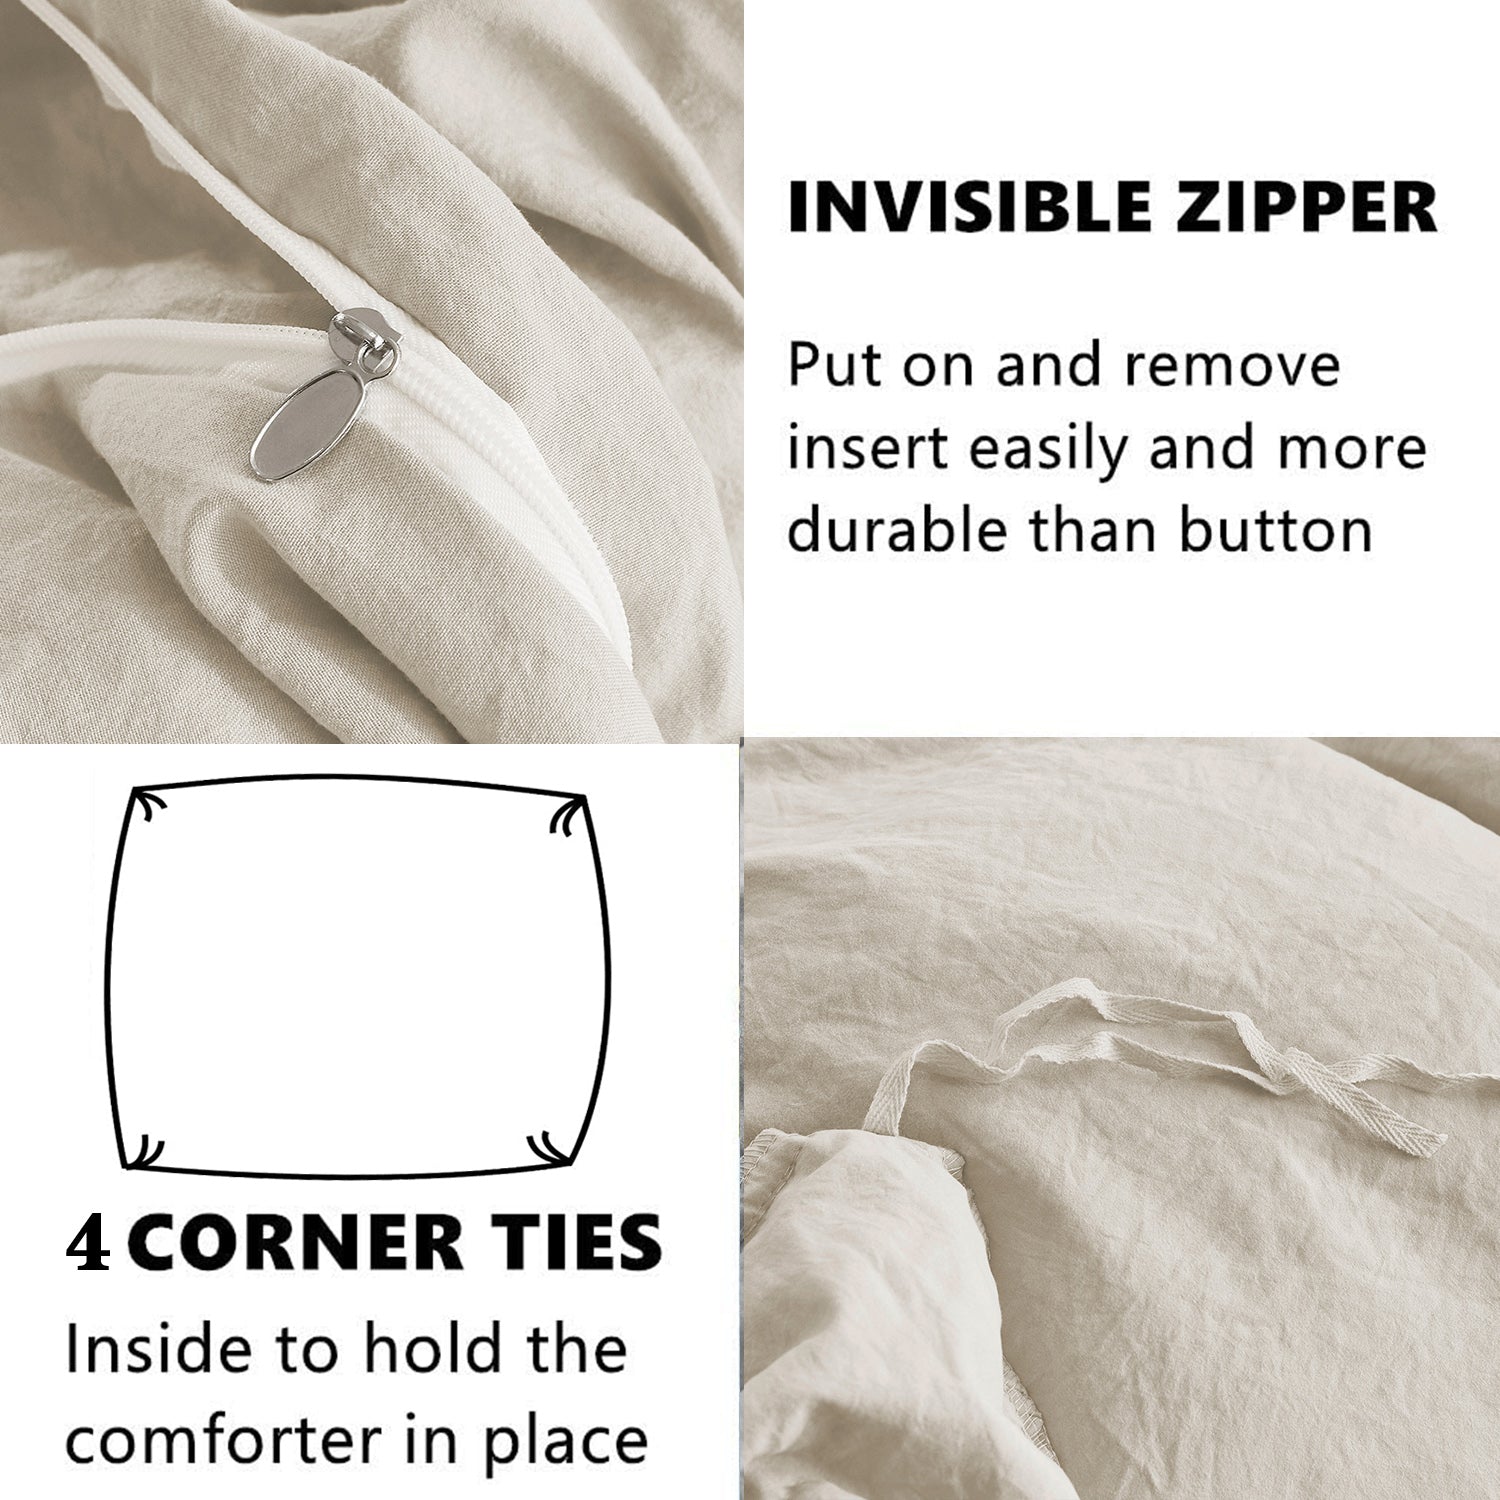 INVISIBLE ZIPPER
Put on and remove
insert easily and more
durable than button
4 CORNER TIES
Inside to hold the
comforter in place